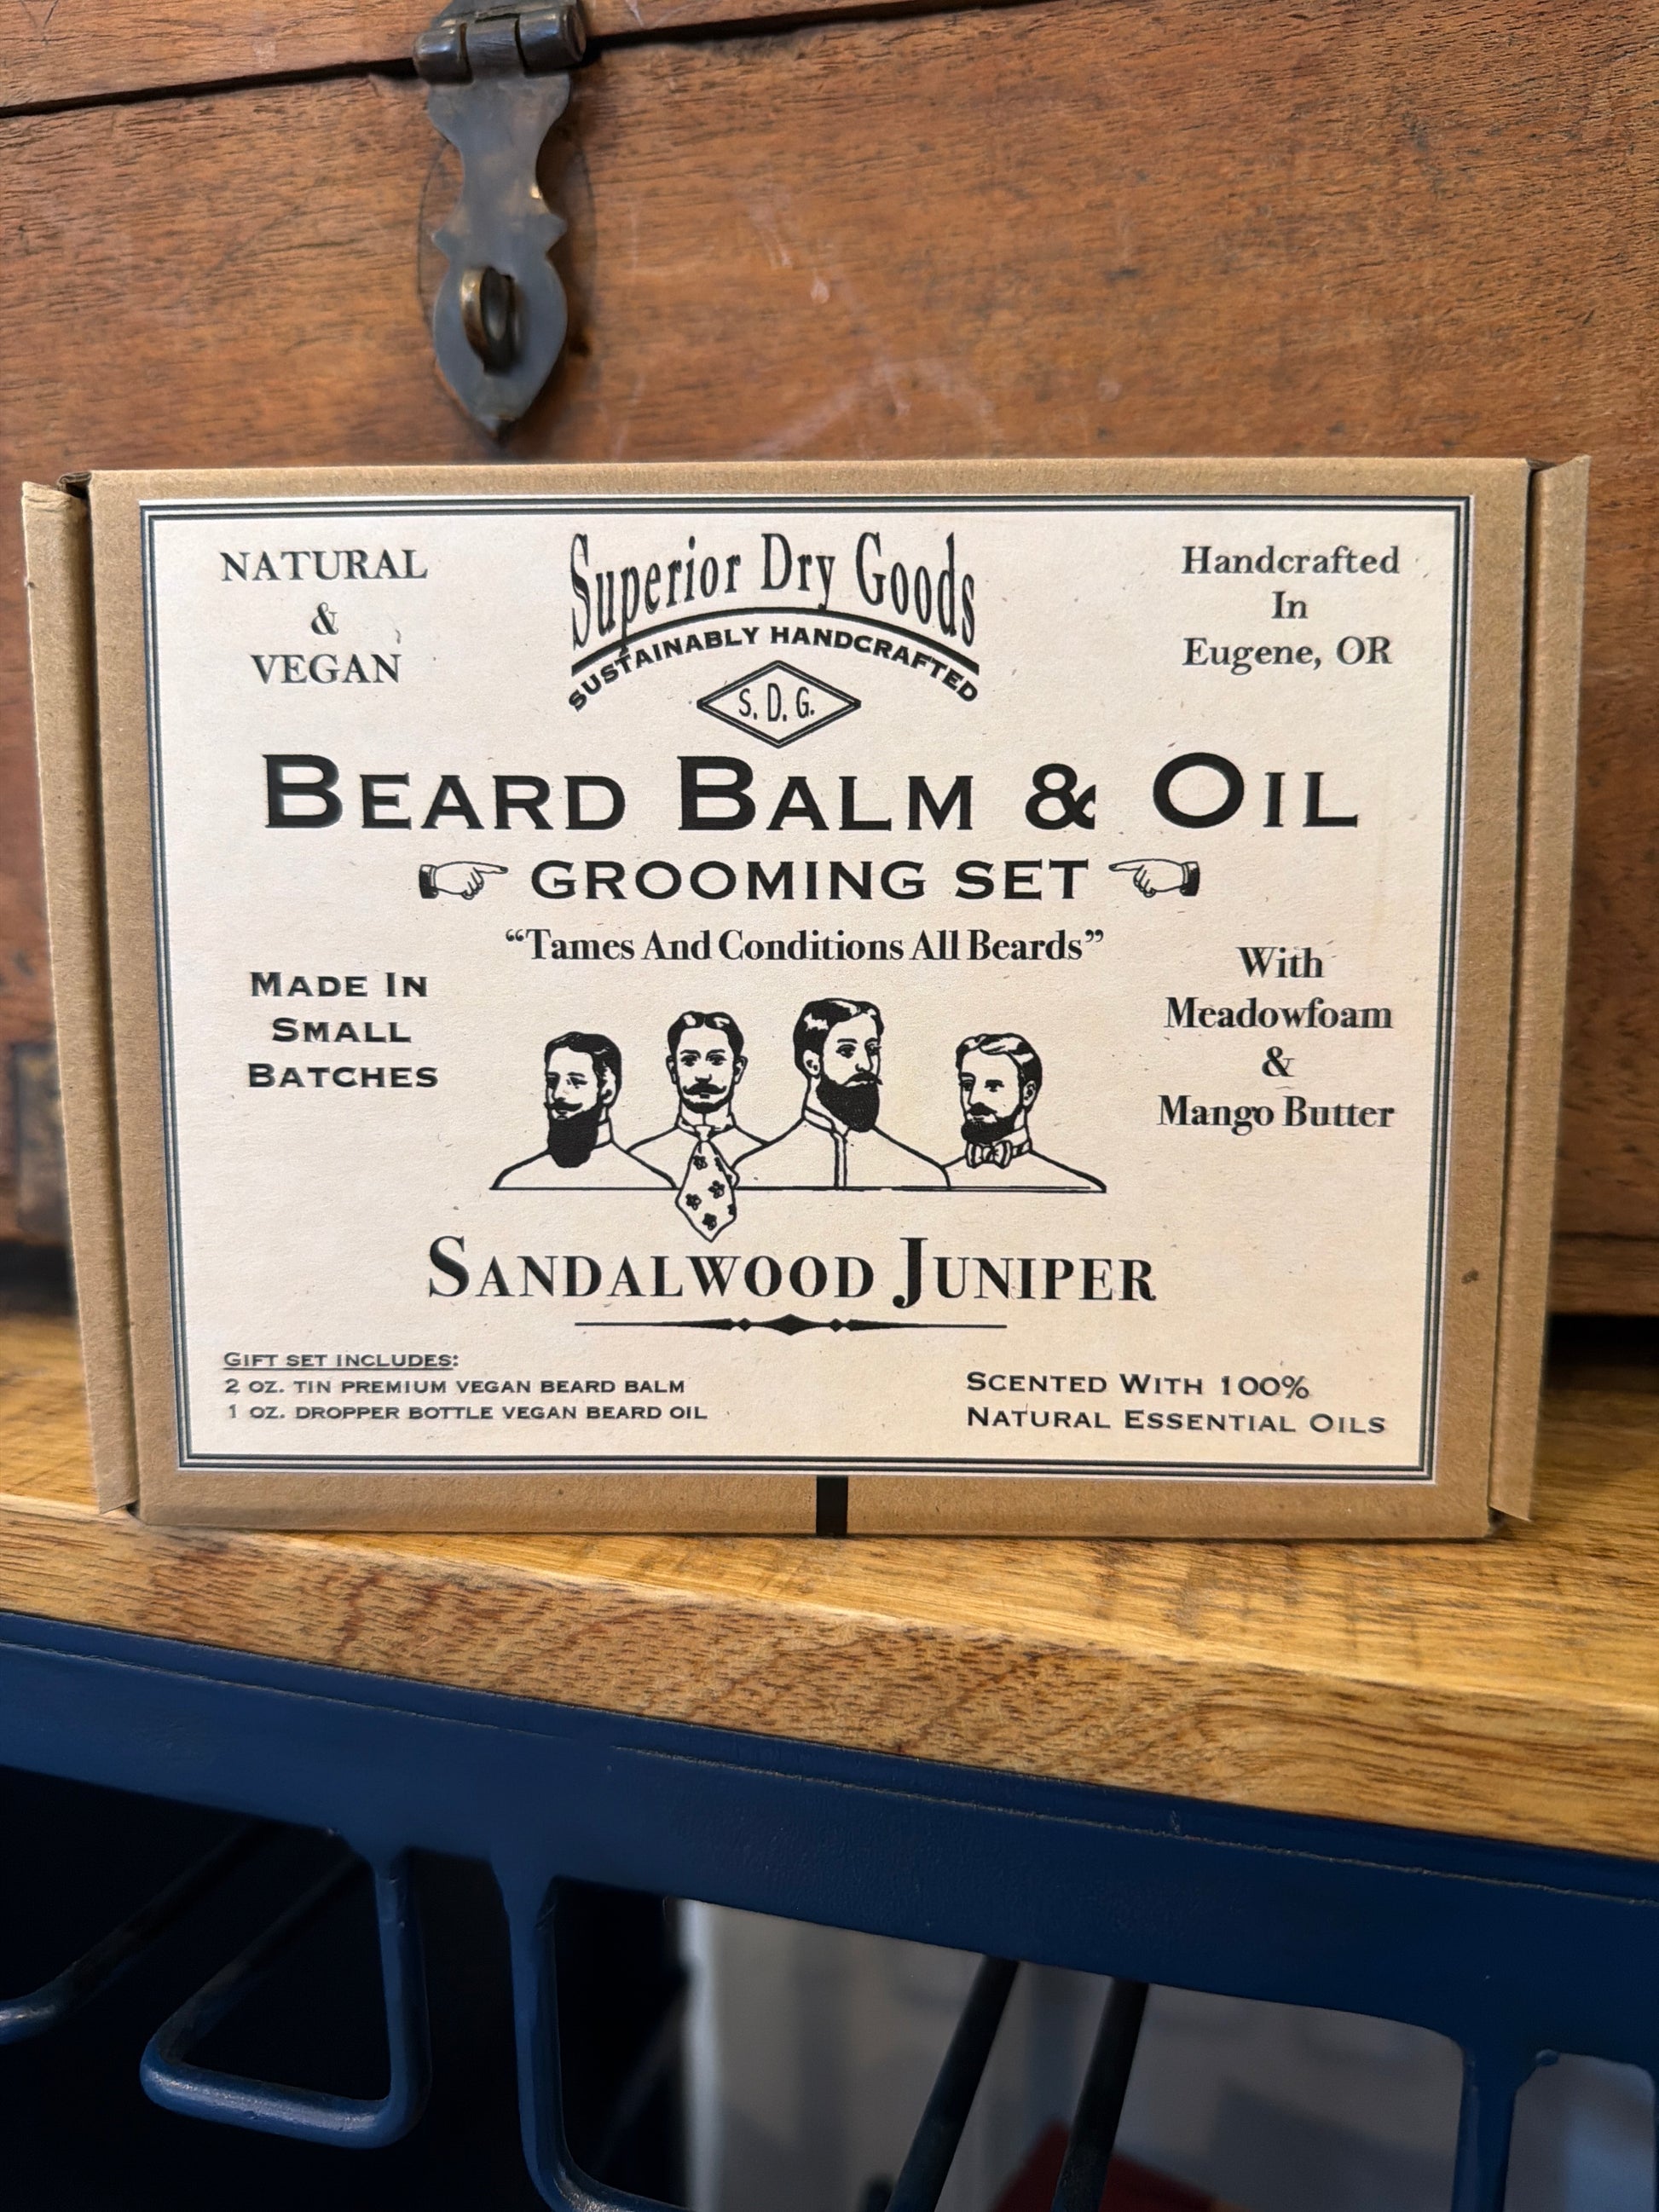 NATURAL
&
VEGAN
Superior Dry Goods
SUSTAINABLY HANDCRAFTED
S. D. G.
Handcrafted
In
Eugene, OR
BEARD BALM & OIL
GROOMING SET
“Tames And Conditions All Beards”
MADE IN
SMALL
BATCHES
With
Meadowfoam
&
Mango Butter
SANDALWOOD JUNIPER
GIFT SET INCLUDES:
2 OZ. TIN PREMIUM VEGAN BEARD BALM
1 OZ. DROPPER BOTTLE VEGAN BEARD OIL
SCENTED WITH 100%
NATURAL ESSENTIAL OILS